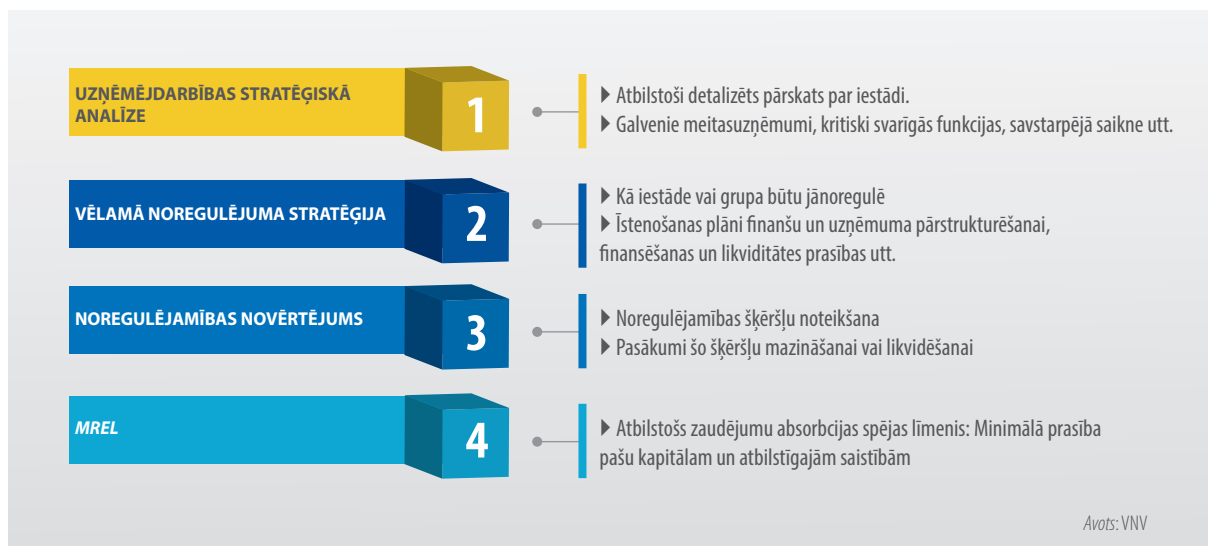 UZŅĒMĒJDARBĪBAS STRATĒĢISKĀ
ANALĪZE
1
▶ Atbilstoši detalizēts pārskats par iestādi.
▶ Galvenie meitasuzņēmumi, kritiski svarīgās funkcijas, savstarpējā saikne utt.
VĒLAMĀ NOREGULĒJUMA STRATĒĢIJA
2
▶ Kā iestāde vai grupa būtu jānoregulē
▶ Īstenošanas plāni finanšu un uzņēmuma pārstrukturēšanai,
finansēšanas un likviditātes prasības utt.
NOREGULĒJAMĪBAS NOVĒRTĒJUMS
3
▶ Noregulējamības šķēršļu noteikšana
▶ Pasākumi šo šķēršļu mazināšanai vai likvidēšanai
MREL
4
▶ Atbilstošs zaudējumu absorbcijas spējas līmenis: Minimālā prasība
pašu kapitālam un atbilstīgajām saistībām
Avots: VNV